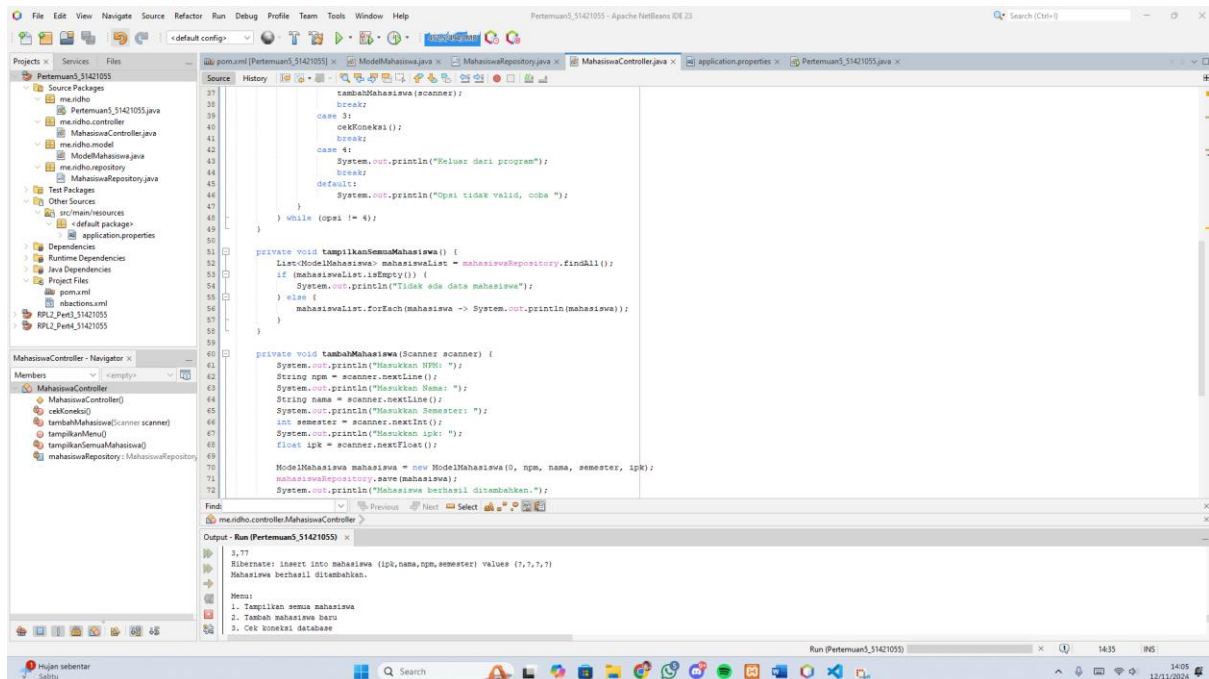 File Edit View Navigate Source Refactor Run Debug Profile Team Tools Window Help
Pertemuan5_51421055 - Apache NetBeans IDE 23
Search (Ctrl+I)
<default config>
Projects
Services
Files
Pertemuan5_51421055
Source Packages
me.ridho
Pertemuan5_51421055.java
me.ridho.controller
MahasiswaController.java
me.ridho.model
ModelMahasiswa.java
me.ridho.repository
MahasiswaRepository.java
Test Packages
Other Sources
src/main/resources
<default package>
application.properties
Dependencies
Runtime Dependencies
Java Dependencies
Project Files
pom.xml
nbactions.xml
RPL2_Pert3_51421055
RPL2_Pert4_51421055
MahasiswaController - Navigator
Members
<empty>
MahasiswaController
MahasiswaController()
cekKoneksi()
tambahMahasiswa(Scanner scanner)
tampilkanMenu()
tampilkanSemuaMahasiswa()
mahasiswaRepository : MahasiswaRepository
pom.xml [Pertemuan5_51421055] ModelMahasiswa.java MahasiswaRepository.java MahasiswaController.java application.properties Pertemuan5_51421055.java
Source History
37 tambahMahasiswa(scanner);
38 break;
39 case 3:
40 cekKoneksi();
41 break;
42 case 4:
43 System.out.println("Keluar dari program");
44 break;
45 default:
46 System.out.println("Opsi tidak valid, coba ");
47 }
48 } while (opsi != 4);
49 }
50
51 private void tampilkanSemuaMahasiswa() {
52 List<ModelMahasiswa> mahasiswaList = mahasiswaRepository.findAll();
53 if (mahasiswaList.isEmpty()) {
54 System.out.println("Tidak ada data mahasiswa");
55 } else {
56 mahasiswaList.forEach(mahasiswa -> System.out.println(mahasiswa));
57 }
58 }
59
60 private void tambahMahasiswa(Scanner scanner) {
61 System.out.println("Masukkan NPM: ");
62 String npm = scanner.nextLine();
63 System.out.println("Masukkan Nama: ");
64 String nama = scanner.nextLine();
65 System.out.println("Masukkan Semester: ");
66 int semester = scanner.nextInt();
67 System.out.println("Masukkan ipk: ");
68 float ipk = scanner.nextFloat();
69
70 ModelMahasiswa mahasiswa = new ModelMahasiswa(0, npm, nama, semester, ipk);
71 mahasiswaRepository.save(mahasiswa);
72 System.out.println("Mahasiswa berhasil ditambahkan.");
Find:
Previous Next Select
me.ridho.controller.MahasiswaController
Output - Run (Pertemuan5_51421055)
3,77
Hibernate: insert into mahasiswa (ipk,nama,npm,semester) values (?,?,?,?)
Mahasiswa berhasil ditambahkan.
Menu:
1. Tampilkan semua mahasiswa
2. Tambah mahasiswa baru
3. Cek koneksi database
Run (Pertemuan5_51421055)
14:35 INS
Hujan sebentar
Sabtu
Search
14:05
12/11/2024